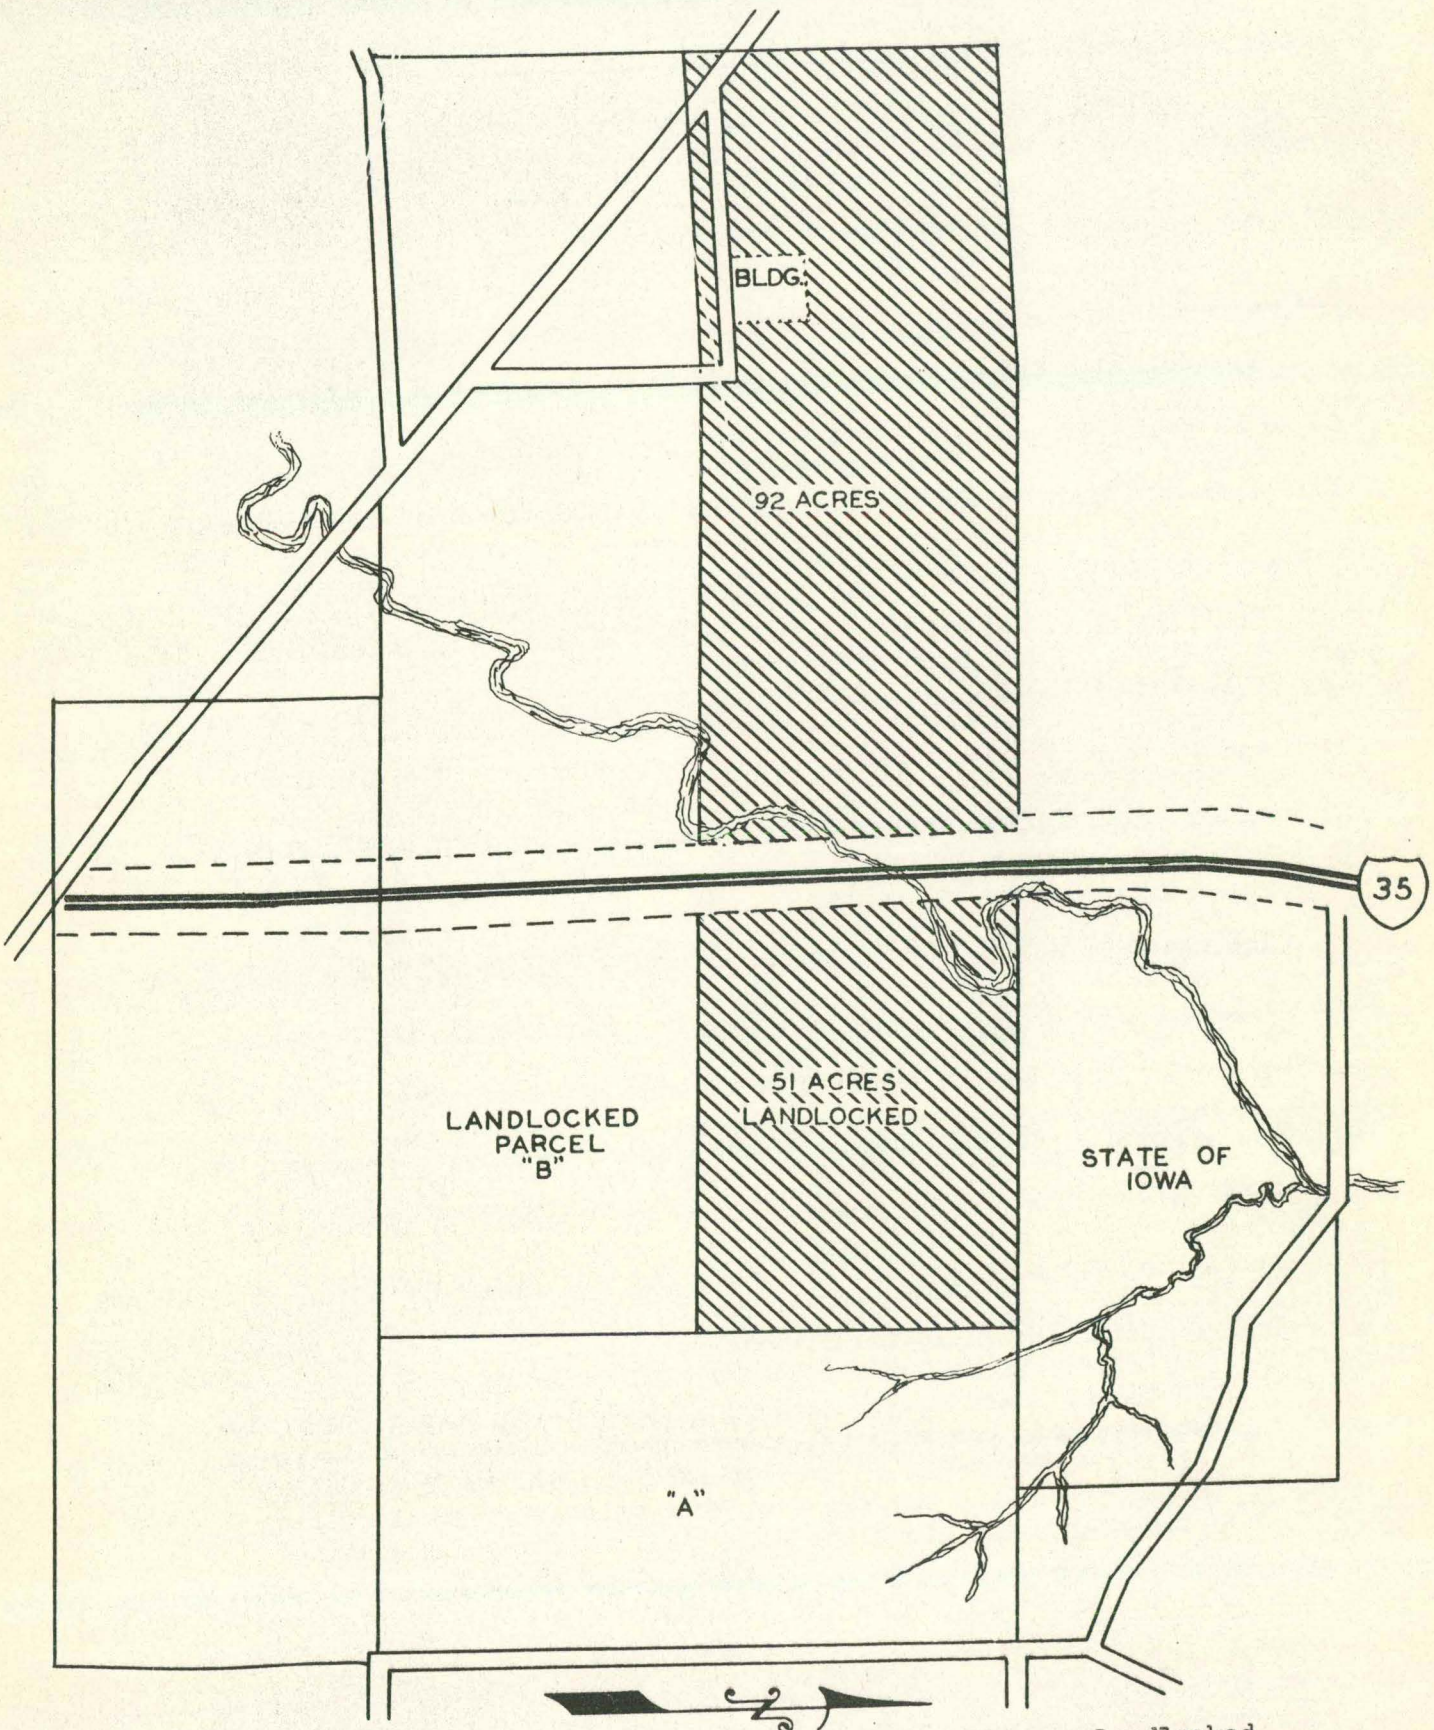 BLDG.
92 ACRES
35
51 ACRES
LANDLOCKED
LANDLOCKED
PARCEL
"B"
STATE OF
IOWA
"A"